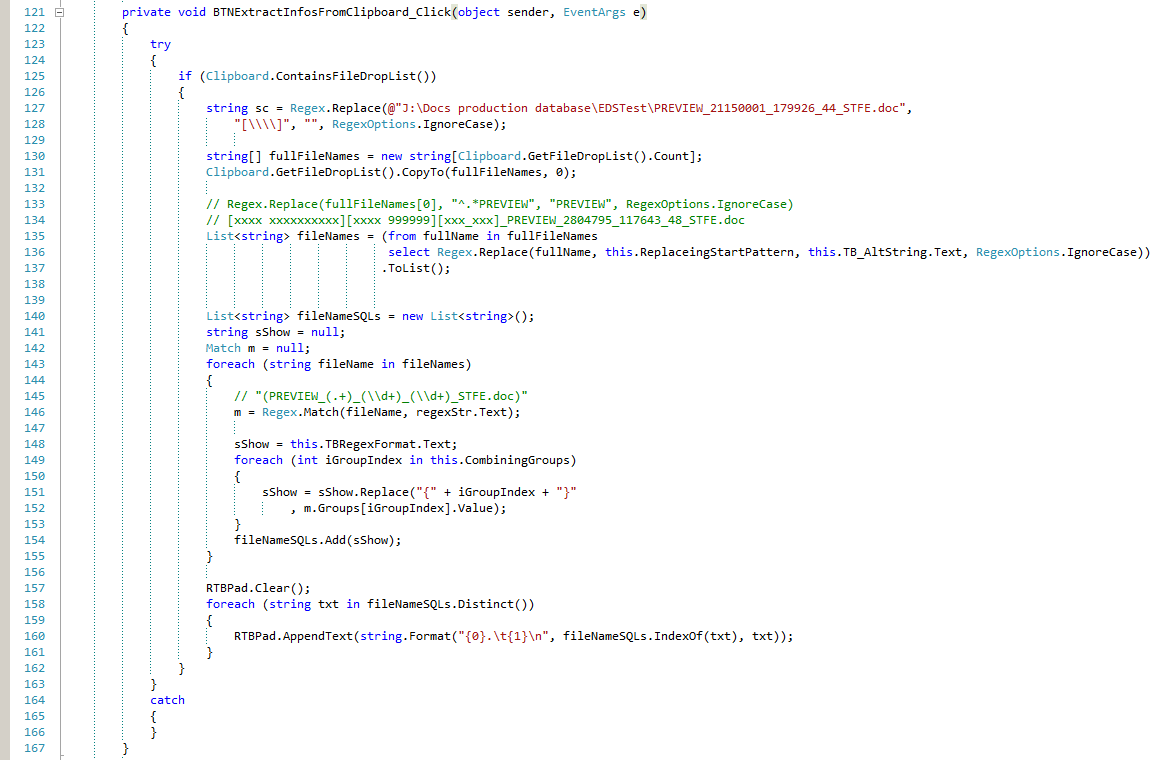 121 private void BTNExtractInfosFromClipboard_Click(object sender, EventArgs e)
122 {
123 try
124 {
125 if (Clipboard.ContainsFileDropList())
126 {
127 string sc = Regex.Replace(@"J:\Docs production database\EDSTest\PREVIEW_21150001_179926_44_STFE.doc",
128 "[\\\\]", "", RegexOptions.IgnoreCase);
129
130 string[] fullFileNames = new string[Clipboard.GetFileDropList().Count];
131 Clipboard.GetFileDropList().CopyTo(fullFileNames, 0);
132
133 // Regex.Replace(fullFileNames[0], "^.*PREVIEW", "PREVIEW", RegexOptions.IgnoreCase)
134 // [xxxx xxxxxxxxxx][xxxx 999999][xxx_xxx]_PREVIEW_2804795_117643_48_STFE.doc
135 List<string> fileNames = (from fullName in fullFileNames
136 select Regex.Replace(fullName, this.ReplaceingStartPattern, this.TB_AltString.Text, RegexOptions.IgnoreCase))
137 .ToList();
138
139
140 List<string> fileNameSQLs = new List<string>();
141 string sShow = null;
142 Match m = null;
143 foreach (string fileName in fileNames)
144 {
145 // "(PREVIEW_(.+)_(\\d+)_(\\d+)_STFE.doc)"
146 m = Regex.Match(fileName, regexStr.Text);
147
148 sShow = this.TBRegexFormat.Text;
149 foreach (int iGroupIndex in this.CombiningGroups)
150 {
151 sShow = sShow.Replace("{" + iGroupIndex + "}"
152 , m.Groups[iGroupIndex].Value);
153 }
154 fileNameSQLs.Add(sShow);
155 }
156
157 RTBPad.Clear();
158 foreach (string txt in fileNameSQLs.Distinct())
159 {
160 RTBPad.AppendText(string.Format("{0}.\t{1}\n", fileNameSQLs.IndexOf(txt), txt));
161 }
162 }
163 }
164 catch
165 {
166 }
167 }